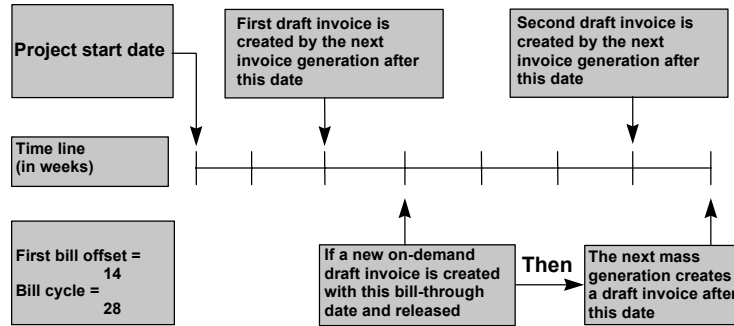 Project start date
First draft invoice is
created by the next
invoice generation after
this date
Second draft invoice is
created by the next
invoice generation after
this date
Time line
(in weeks)
First bill offset =
14
Bill cycle =
28
If a new on-demand
draft invoice is created
with this bill-through
date and released
Then
The next mass
generation creates
a draft invoice after
this date